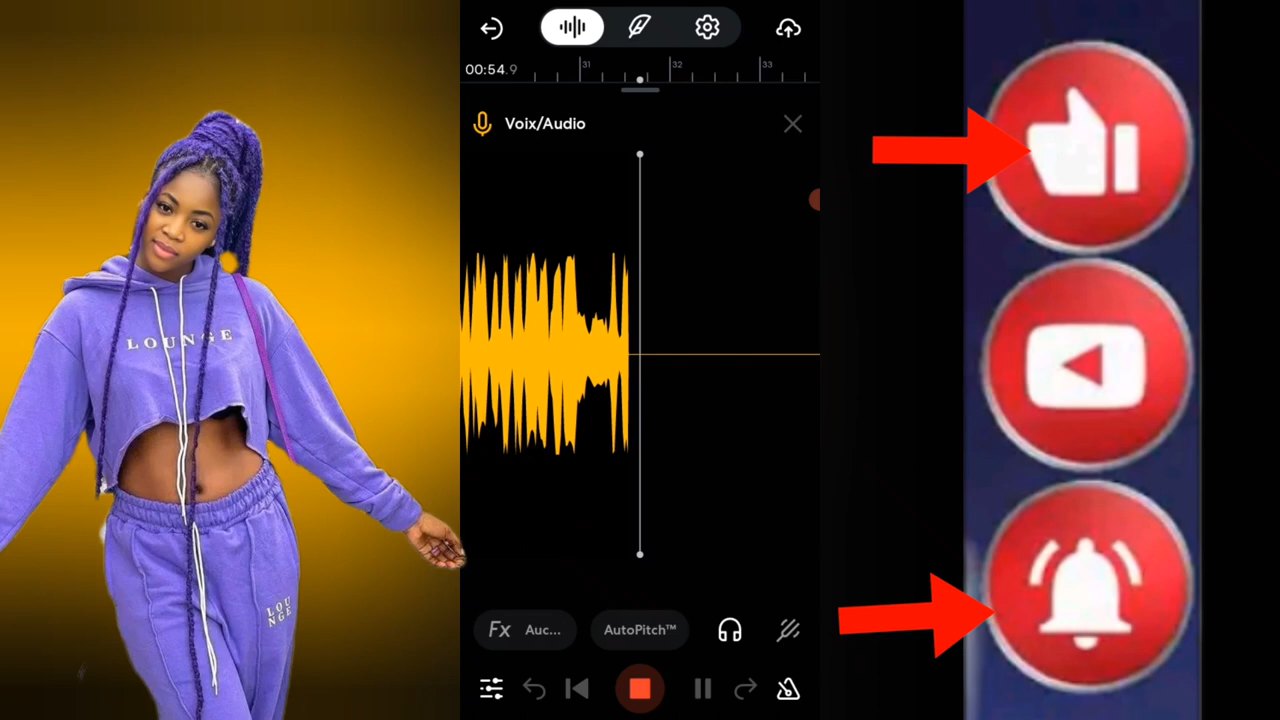 00:54.9
31
32
33
Voix/Audio
LOUNGE
LOU
NGE
Fx Auc...
AutoPitch™